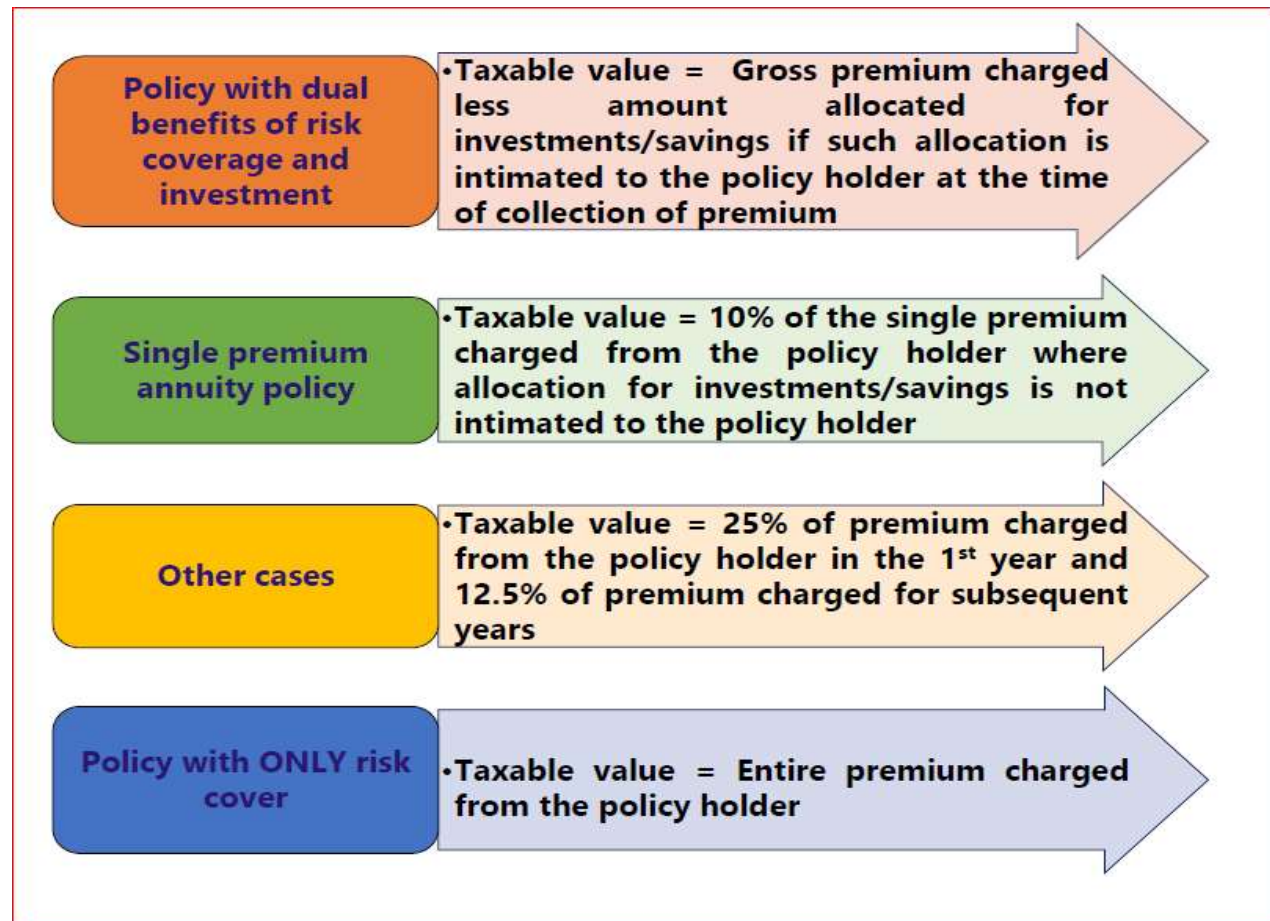 Policy with dual
benefits of risk
coverage and
investment
•Taxable value = Gross premium charged
less amount allocated for
investments/savings if such allocation is
intimated to the policy holder at the time
of collection of premium
Single premium
annuity policy
•Taxable value = 10% of the single premium
charged from the policy holder where
allocation for investments/savings is not
intimated to the policy holder
Other cases
•Taxable value = 25% of premium charged
from the policy holder in the 1st year and
12.5% of premium charged for subsequent
years
Policy with ONLY risk
cover
•Taxable value = Entire premium charged
from the policy holder